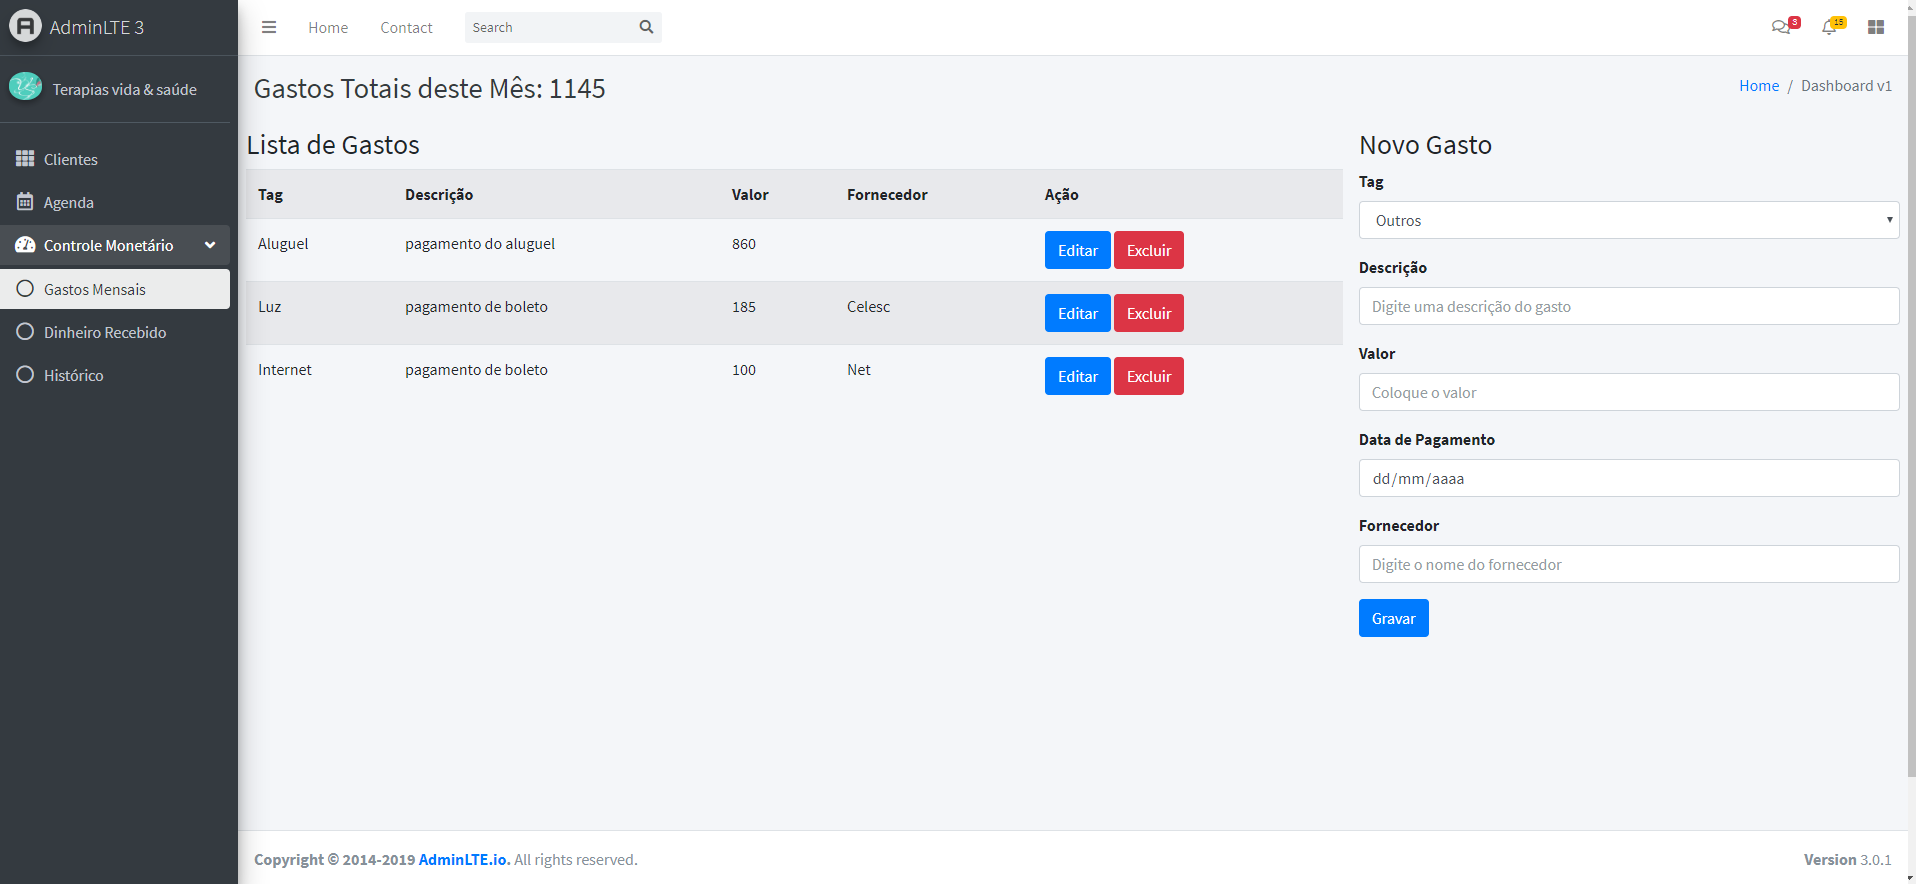 AdminLTE 3
Terapias vida & saúde
Clientes
Agenda
Controle Monetário
Gastos Mensais
Dinheiro Recebido
Histórico
Home Contact Search 3 15
Gastos Totais deste Mês: 1145
Home / Dashboard v1
Lista de Gastos
Tag Descrição Valor Fornecedor Ação
Aluguel pagamento do aluguel 860 Editar Excluir
Luz pagamento de boleto 185 Celesc Editar Excluir
Internet pagamento de boleto 100 Net Editar Excluir
Novo Gasto
Tag
Outros
Descrição
Digite uma descrição do gasto
Valor
Coloque o valor
Data de Pagamento
dd/mm/aaaa
Fornecedor
Digite o nome do fornecedor
Gravar
Copyright © 2014-2019 AdminLTE.io. All rights reserved.
Version 3.0.1